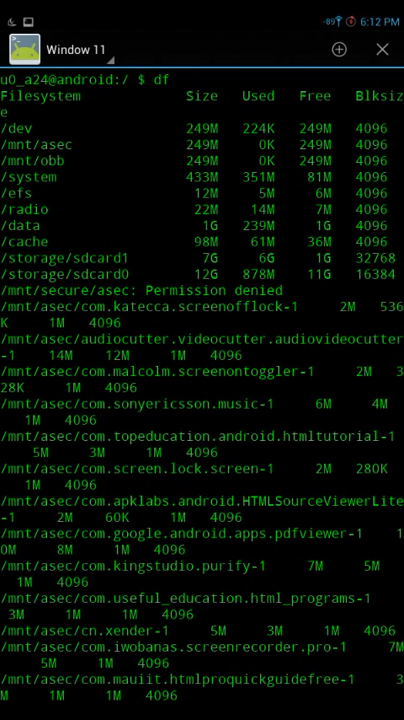 -89 6:12 PM
Window 11
u0_a24@android:/ $ df
Filesystem Size Used Free Blksiz
e
/dev 249M 224K 249M 4096
/mnt/asec 249M 0K 249M 4096
/mnt/obb 249M 0K 249M 4096
/system 433M 351M 81M 4096
/efs 12M 5M 6M 4096
/radio 22M 14M 7M 4096
/data 1G 239M 1G 4096
/cache 98M 61M 36M 4096
/storage/sdcard1 7G 6G 1G 32768
/storage/sdcard0 12G 878M 11G 16384
/mnt/secure/asec: Permission denied
/mnt/asec/com.katecca.screenofflock-1 2M 536
K 1M 4096
/mnt/asec/audiocutter.videocutter.audiovideocutter
-1 14M 12M 1M 4096
/mnt/asec/com.malcolm.screenontoggler-1 2M 3
28K 1M 4096
/mnt/asec/com.sonyericsson.music-1 6M 4M
1M 4096
/mnt/asec/com.topeducation.android.htmltutorial-1
5M 3M 1M 4096
/mnt/asec/com.screen.lock.screen-1 2M 280K
1M 4096
/mnt/asec/com.apklabs.android.HTMLSourceViewerLite
-1 2M 60K 1M 4096
/mnt/asec/com.google.android.apps.pdfviewer-1 1
0M 8M 1M 4096
/mnt/asec/com.kingstudio.purify-1 7M 5M
1M 4096
/mnt/asec/com.useful_education.html_programs-1
3M 1M 1M 4096
/mnt/asec/cn.xender-1 5M 3M 1M 4096
/mnt/asec/com.iwobanas.screenrecorder.pro-1 7M
5M 1M 4096
/mnt/asec/com.mauiit.htmlproquickguidefree-1 3
M 1M 1M 4096